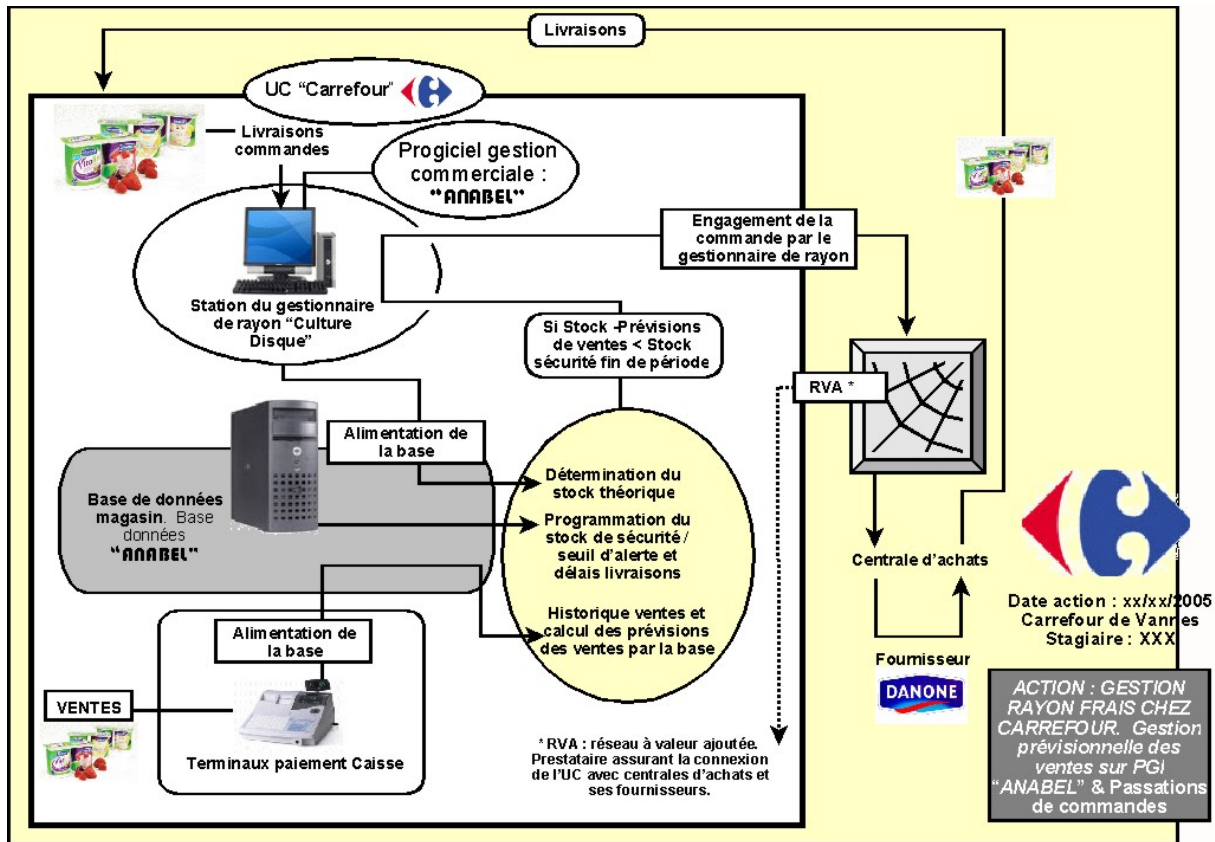 Livraisons
UC "Carrefour"
Livraisons
commandes
Progiciel gestion
commerciale :
"ANABEL"
Engagement de la
commande par le
gestionnaire de rayon
Station du gestionnaire
de rayon "Culture
Disque"
Si Stock -Prévisions
de ventes < Stock
sécurité fin de période
RVA *
Alimentation de
la base
Base de données
magasin. Base
données
"ANABEL"
Détermination du
stock théorique
Programmation du
stock de sécurité /
seuil d'alerte et
délais livraisons
Historique ventes et
calcul des prévisions
des ventes par la base
Alimentation de
la base
VENTES
Terminaux paiement Caisse
* RVA : réseau à valeur ajoutée.
Prestataire assurant la connexion
de l'UC avec centrales d'achats et
ses fournisseurs.
Centrale d'achats
Fournisseur
DANONE
Date action : xx/xx/2005
Carrefour de Vannes
Stagiaire : XXX
ACTION : GESTION
RAYON FRAIS CHEZ
CARREFOUR. Gestion
prévisionnelle des
ventes sur PGI
"ANABEL" & Passations
de commandes